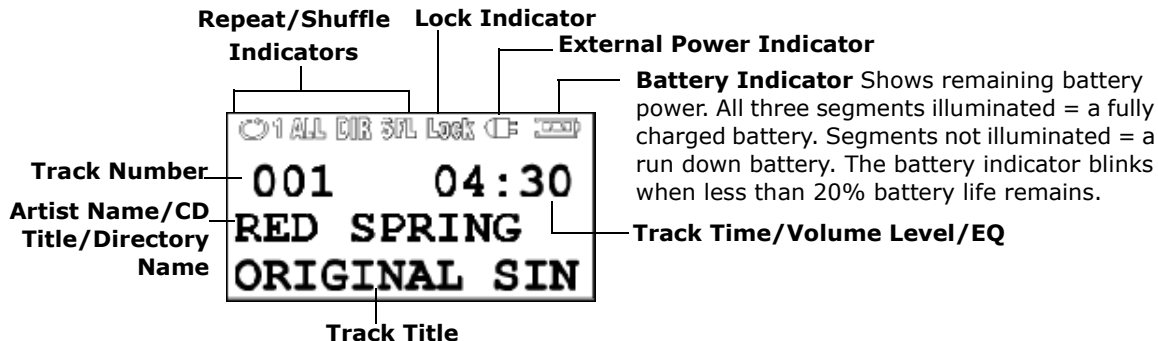 Repeat/Shuffle
Indicators
Lock Indicator
External Power Indicator
Battery Indicator Shows remaining battery
power. All three segments illuminated = a fully
charged battery. Segments not illuminated = a
run down battery. The battery indicator blinks
when less than 20% battery life remains.
1 ALL DIR SFL Lock
Track Number
001 04:30
Artist Name/CD
Title/Directory
Name
RED SPRING
Track Time/Volume Level/EQ
ORIGINAL SIN
Track Title